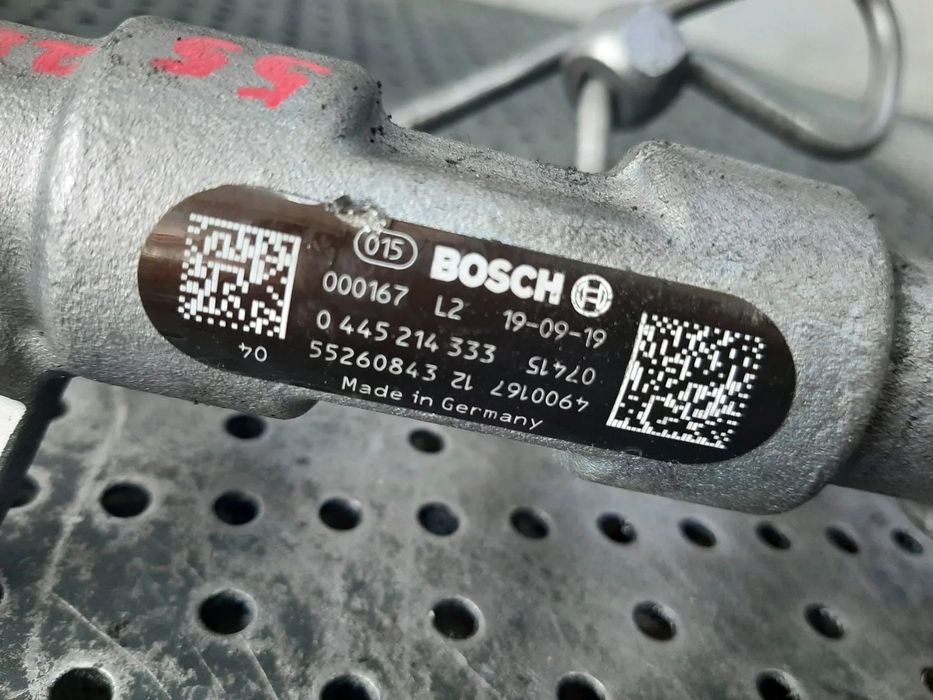 55
015 BOSCH
000167 L2 19-09-19
0 445 214 333 07415
55260843 12 4900167
04
Made in Germany